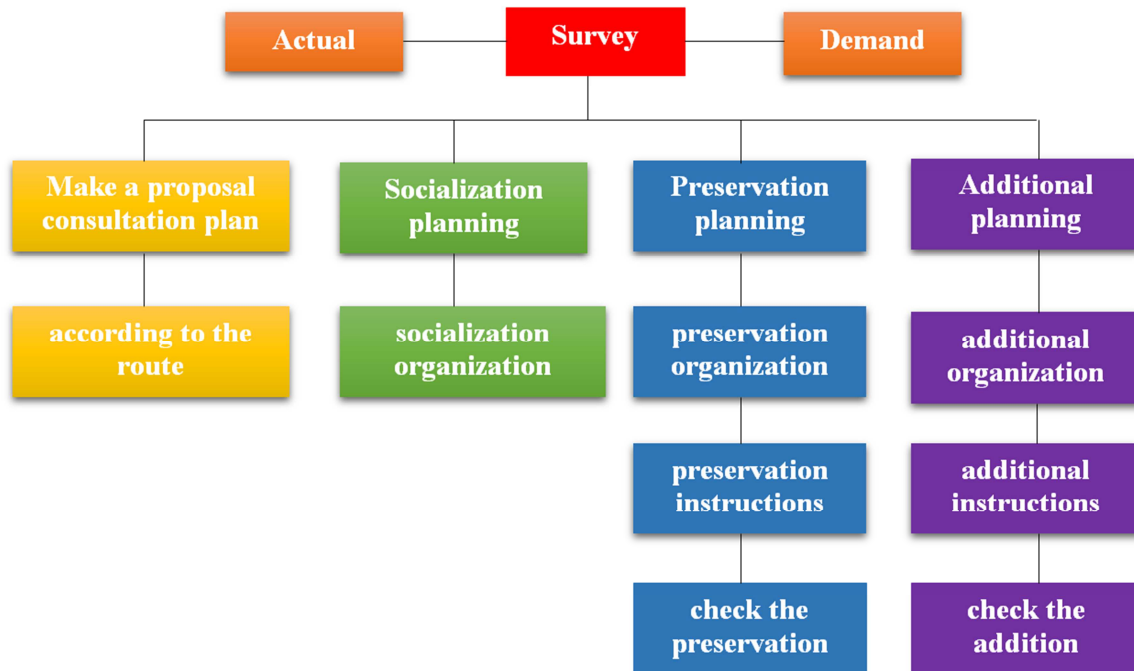 Actual
Survey
Demand
Make a proposal
consultation plan
Socialization
planning
Preservation
planning
Additional
planning
according to the
route
socialization
organization
preservation
organization
additional
organization
preservation
instructions
additional
instructions
check the
preservation
check the
addition